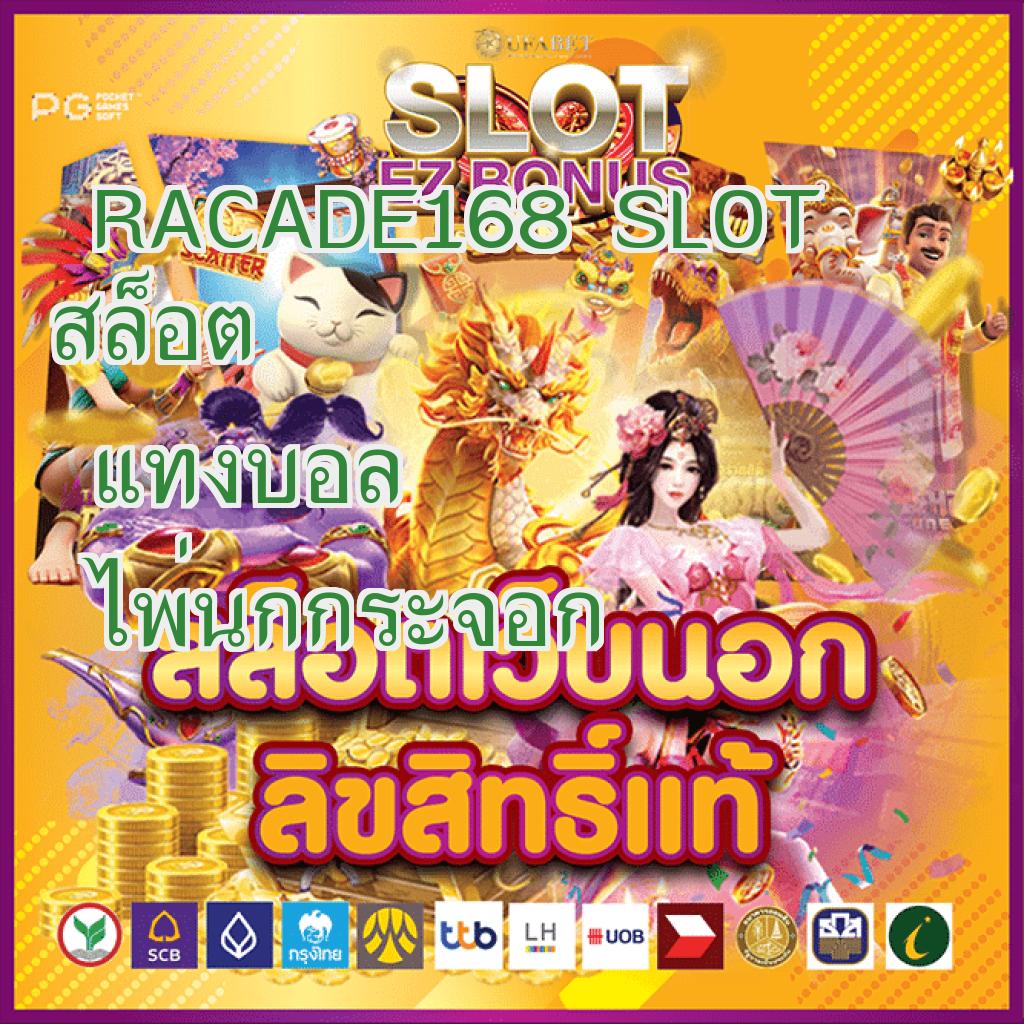 UFABET
PG POCKET GAMES SOFT
SLOT
EZ BONUS
RACADE168 SLOT
SCATTER
สล็อต
แทงบอล
ไพ่นกกระจอก
สล็อตเว็บนอก
ลิขสิทธิ์แท้
SCB กรุงไทย ttb LH UOB